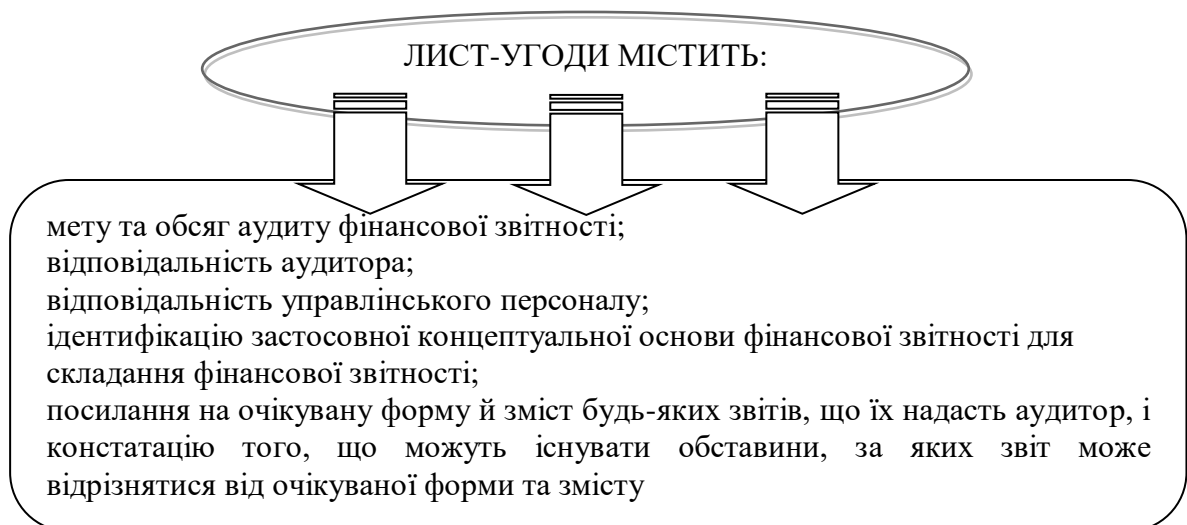 ЛИСТ-УГОДИ МІСТИТЬ:
мету та обсяг аудиту фінансової звітності;
відповідальність аудитора;
відповідальність управлінського персоналу;
ідентифікацію застосовної концептуальної основи фінансової звітності для
складання фінансової звітності;
посилання на очікувану форму й зміст будь-яких звітів, що їх надасть аудитор, і
констатацію того, що можуть існувати обставини, за яких звіт може
відрізнятися від очікуваної форми та змісту